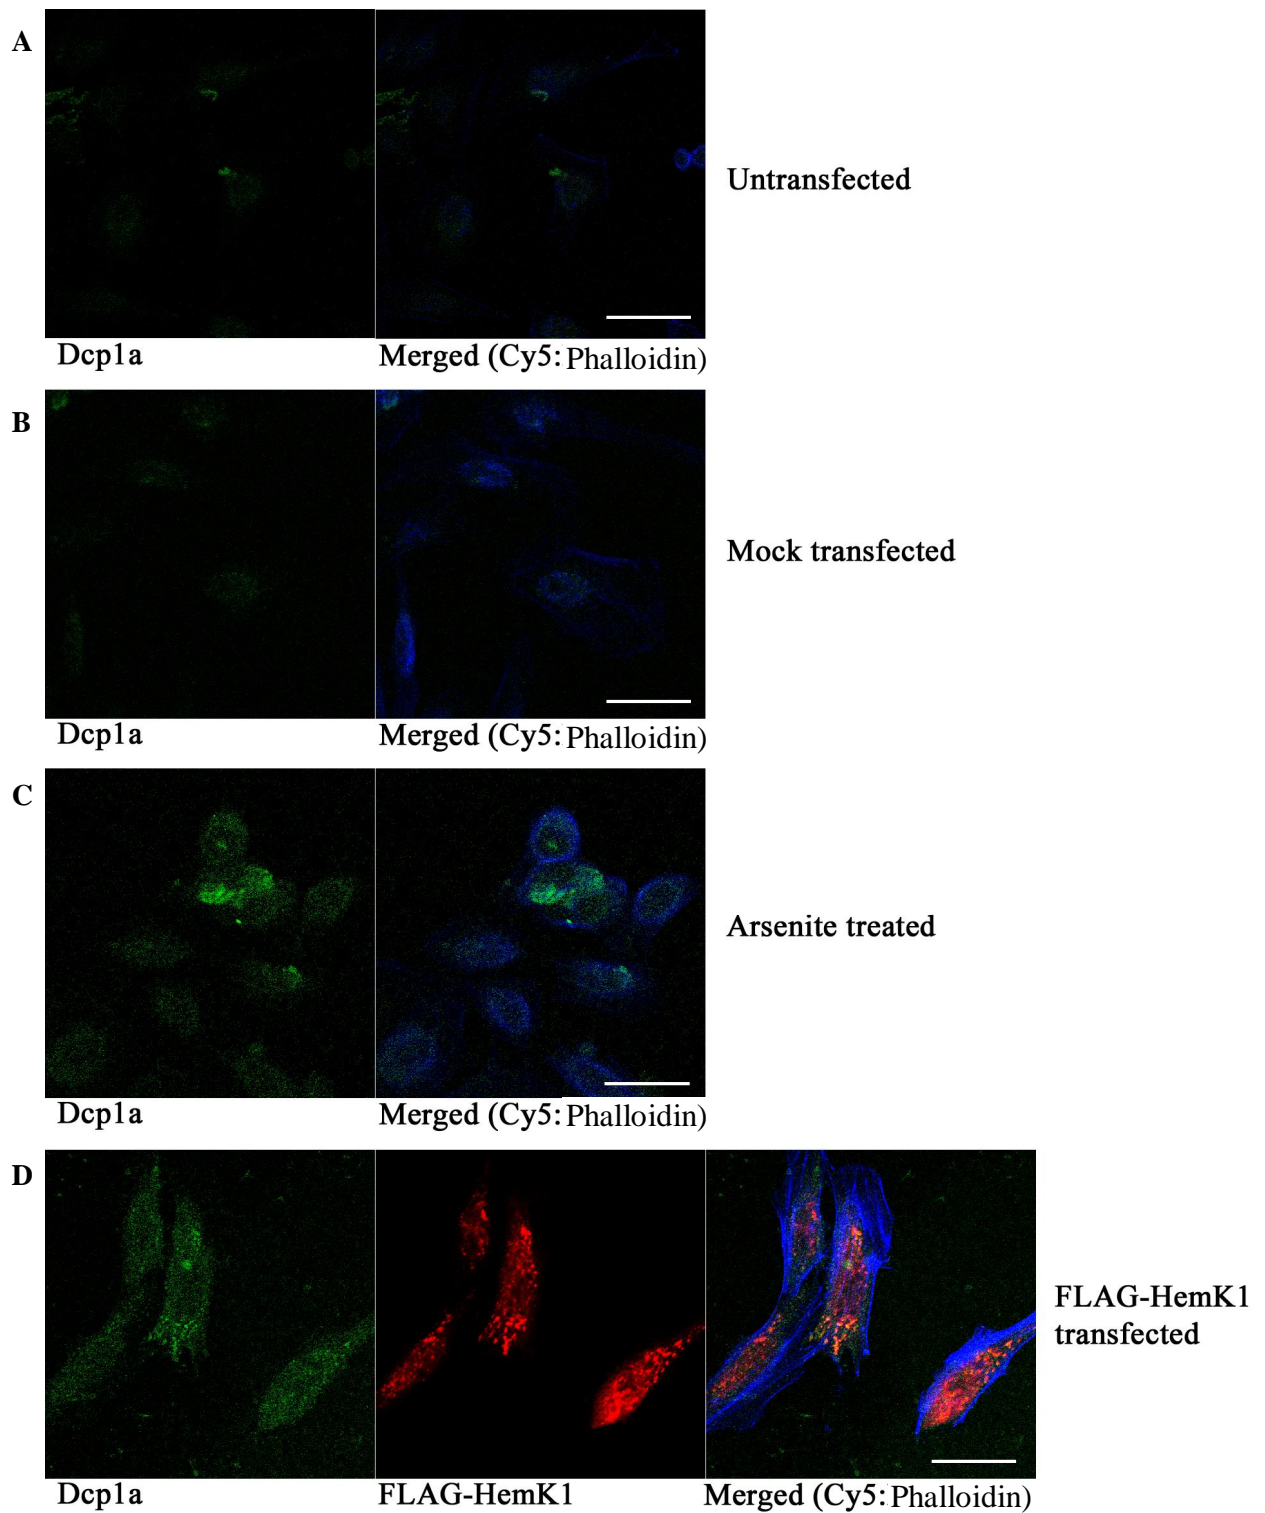 A
Untransfected
Dcp1a
Merged (Cy5: Phalloidin)
B
Mock transfected
Dcp1a
Merged (Cy5: Phalloidin)
C
Arsenite treated
Dcp1a
Merged (Cy5: Phalloidin)
D
FLAG-HemK1
transfected
Dcp1a
FLAG-HemK1
Merged (Cy5: Phalloidin)